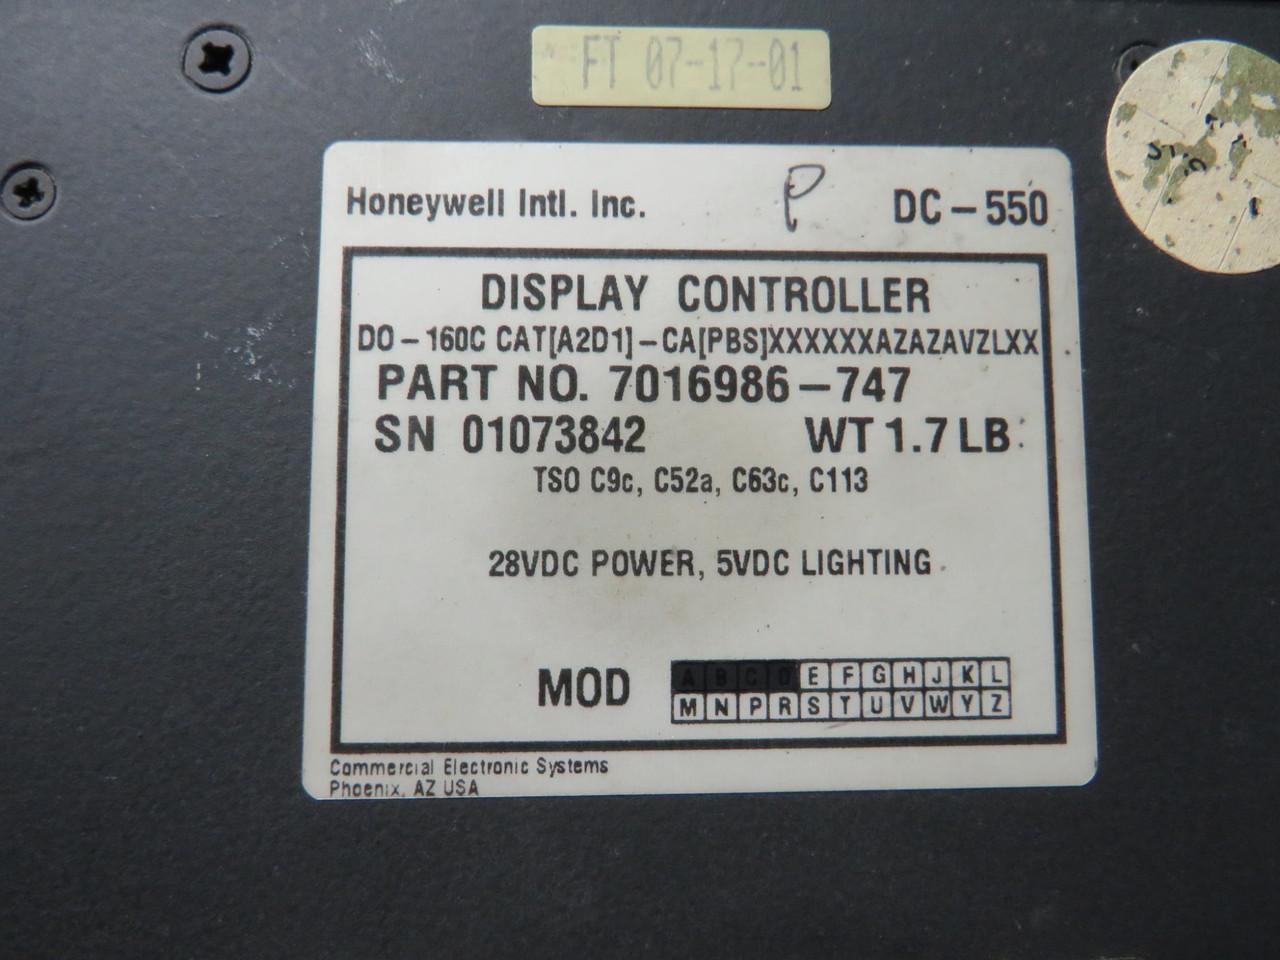 FT 07-17-01
Honeywell Intl. Inc. P DC-550
DISPLAY CONTROLLER
DO-160C CAT[A2D1]-CA[PBS]XXXXXXAZAZAVZLXX
PART NO. 7016986-747
SN 01073842 WT 1.7 LB.
TSO C9c, C52a, C63c, C113
28VDC POWER, 5VDC LIGHTING
MOD A B C D E F G H J K L
M N P R S T U V W Y Z
Commercial Electronic Systems
Phoenix, AZ USA